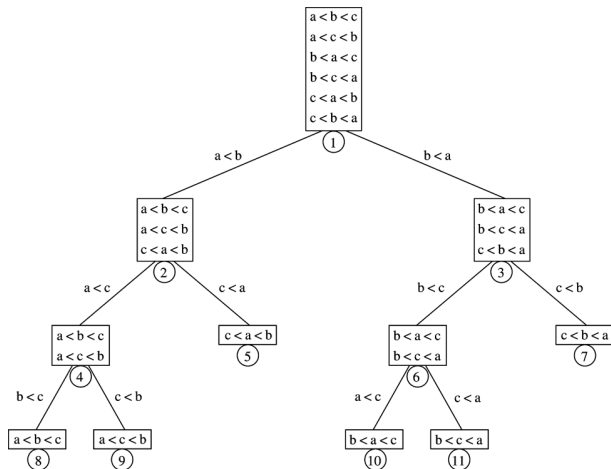 a < b < c
a < c < b
b < a < c
b < c < a
c < a < b
c < b < a
1
a < b
b < a
a < b < c
a < c < b
c < a < b
2
b < a < c
b < c < a
c < b < a
3
a < c
c < a
b < c
c < b
a < b < c
a < c < b
4
c < a < b
5
b < a < c
b < c < a
6
c < b < a
7
b < c
c < b
a < c
c < a
a < b < c
8
a < c < b
9
b < a < c
10
b < c < a
11